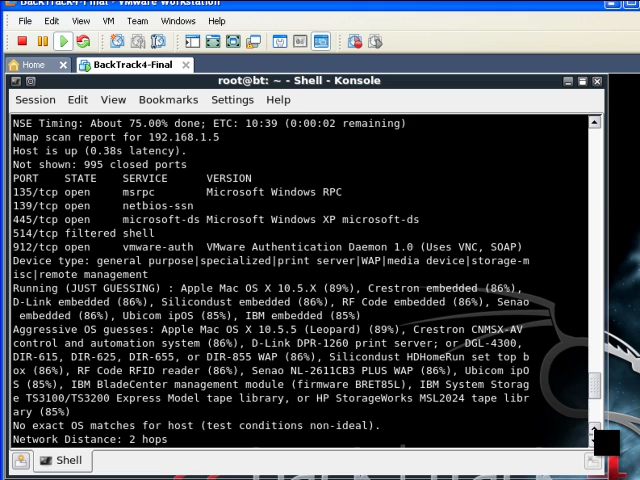 BackTrack4-Final - VMware Workstation
File Edit View VM Team Windows Help
Home BackTrack4-Final
root@bt: ~ - Shell - Konsole
Session Edit View Bookmarks Settings Help
NSE Timing: About 75.00% done; ETC: 10:39 (0:00:02 remaining)
Nmap scan report for 192.168.1.5
Host is up (0.38s latency).
Not shown: 995 closed ports
PORT STATE SERVICE VERSION
135/tcp open msrpc Microsoft Windows RPC
139/tcp open netbios-ssn
445/tcp open microsoft-ds Microsoft Windows XP microsoft-ds
514/tcp filtered shell
912/tcp open vmware-auth VMware Authentication Daemon 1.0 (Uses VNC, SOAP)
Device type: general purpose|specialized|print server|WAP|media device|storage-m
isc|remote management
Running (JUST GUESSING) : Apple Mac OS X 10.5.X (89%), Crestron embedded (86%),
D-Link embedded (86%), Silicondust embedded (86%), RF Code embedded (86%), Senao
embedded (86%), Ubicom ipOS (85%), IBM embedded (85%)
Aggressive OS guesses: Apple Mac OS X 10.5.5 (Leopard) (89%), Crestron CNMSX-AV
control and automation system (86%), D-Link DPR-1260 print server; or DGL-4300,
DIR-615, DIR-625, DIR-655, or DIR-855 WAP (86%), Silicondust HDHomeRun set top b
ox (86%), RF Code RFID reader (86%), Senao NL-2611CB3 PLUS WAP (86%), Ubicom ipO
S (85%), IBM BladeCenter management module (firmware BRET85L), IBM System Storag
e TS3100/TS3200 Express Model tape library, or HP StorageWorks MSL2024 tape libr
ary (85%)
No exact OS matches for host (test conditions non-ideal).
Network Distance: 2 hops
Shell